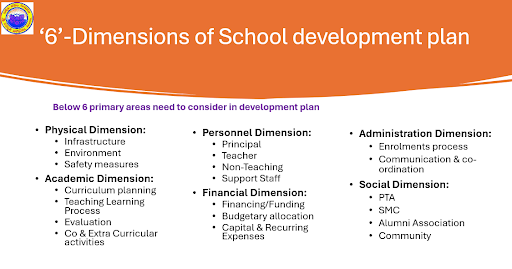 ‘6’-Dimensions of School development plan
Below 6 primary areas need to consider in development plan
• Physical Dimension:
• Infrastructure
• Environment
• Safety measures
• Academic Dimension:
• Curriculum planning
• Teaching Learning
Process
• Evaluation
• Co & Extra Curricular
activities
• Personnel Dimension:
• Principal
• Teacher
• Non-Teaching
• Support Staff
• Financial Dimension:
• Financing/Funding
• Budgetary allocation
• Capital & Recurring
Expenses
• Administration Dimension:
• Enrolments process
• Communication & co-
ordination
• Social Dimension:
• PTA
• SMC
• Alumni Association
• Community